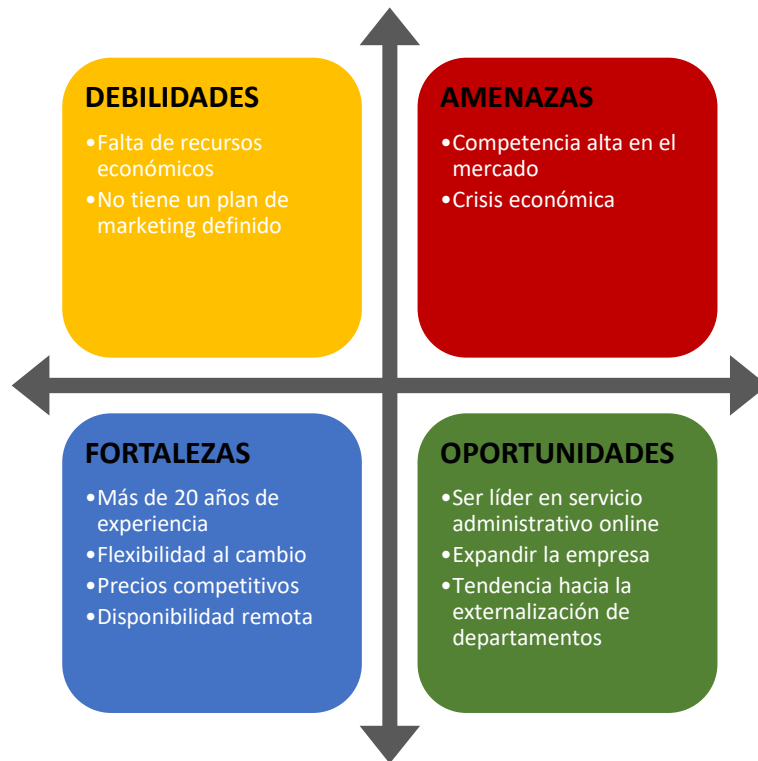 DEBILIDADES
•Falta de recursos
económicos
•No tiene un plan de
marketing definido
AMENAZAS
•Competencia alta en el
mercado
•Crisis económica
FORTALEZAS
•Más de 20 años de
experiencia
•Flexibilidad al cambio
•Precios competitivos
•Disponibilidad remota
OPORTUNIDADES
•Ser líder en servicio
administrativo online
•Expandir la empresa
•Tendencia hacia la
externalización de
departamentos